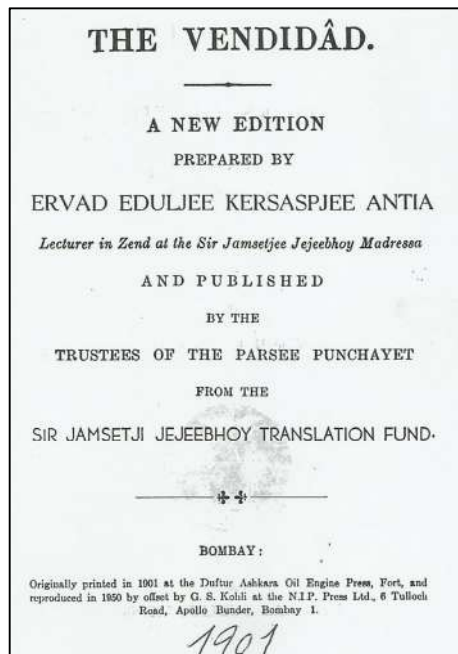 THE VENDIDÂD.
A NEW EDITION
PREPARED BY
ERVAD EDULJEE KERSASPJEE ANTIA
Lecturer in Zend at the Sir Jamsetjee Jejeebhoy Madressa
AND PUBLISHED
BY THE
TRUSTEES OF THE PARSEE PUNCHAYET
FROM THE
SIR JAMSETJI JEJEEBHOY TRANSLATION FUND.
BOMBAY:
Originally printed in 1901 at the Duftur Ashkara Oil Engine Press, Fort, and
reproduced in 1950 by offset by G. S. Kohli at the N.I.P. Press Ltd., 6 Tulloch
Road, Apollo Bunder, Bombay 1.
1901